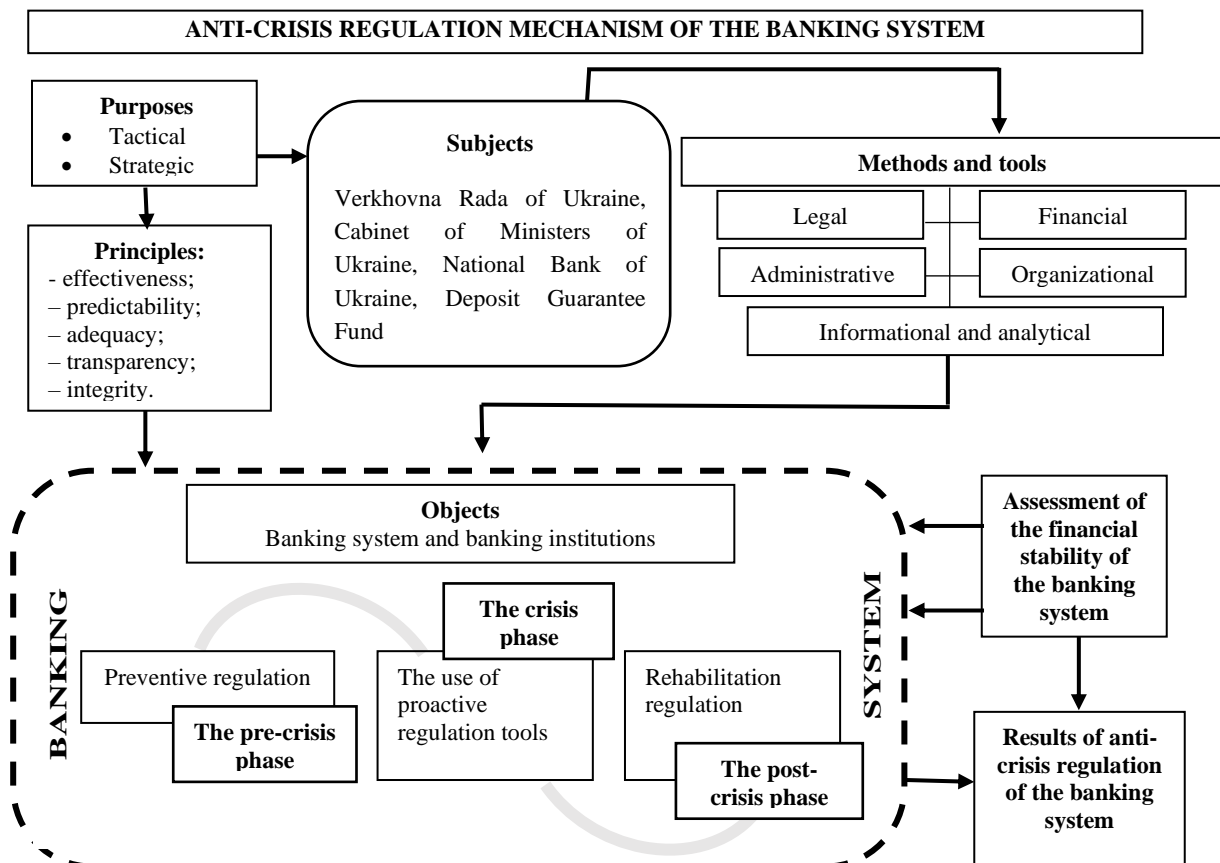 ANTI-CRISIS REGULATION MECHANISM OF THE BANKING SYSTEM
Purposes
• Tactical
• Strategic
Subjects
Verkhovna Rada of Ukraine,
Cabinet of Ministers of
Ukraine, National Bank of
Ukraine, Deposit Guarantee
Fund
Methods and tools
Legal
Financial
Administrative
Organizational
Informational and analytical
Principles:
- effectiveness;
– predictability;
– adequacy;
– transparency;
– integrity.
Objects
Banking system and banking institutions
BANKING
Preventive regulation
The pre-crisis
phase
The crisis
phase
The use of
proactive
regulation tools
Rehabilitation
regulation
The post-
crisis phase
SYSTEM
Assessment of
the financial
stability of
the banking
system
Results of anti-
crisis regulation
of the banking
system